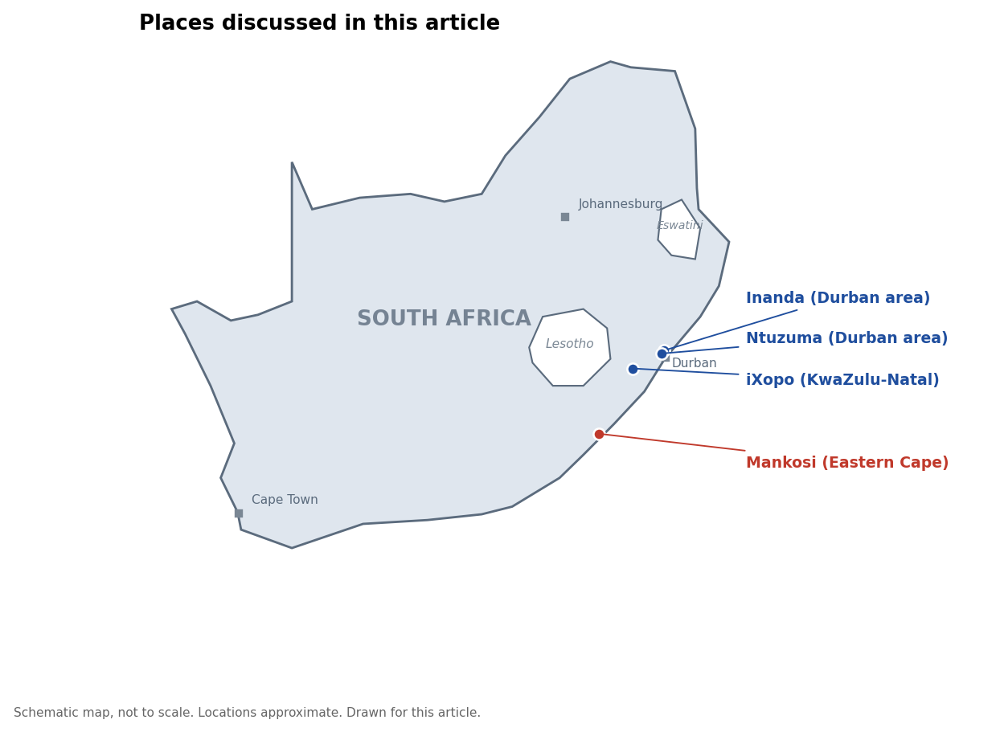 Places discussed in this article
Johannesburg
Eswatini
Inanda (Durban area)
SOUTH AFRICA
Ntuzuma (Durban area)
Lesotho
Durban
iXopo (KwaZulu-Natal)
Mankosi (Eastern Cape)
Cape Town
Schematic map, not to scale. Locations approximate. Drawn for this article.